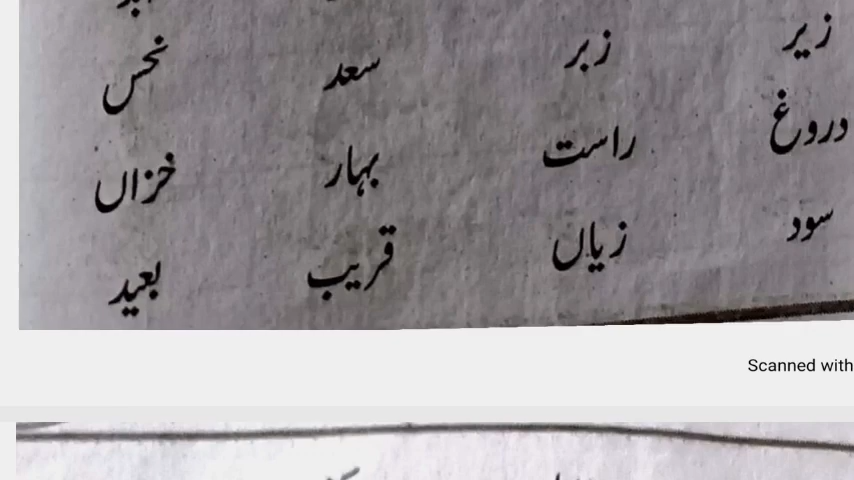 زیر زبر سعد نحس
دروغ راست بہار خزاں
سود زیاں قریب بعید
Scanned with